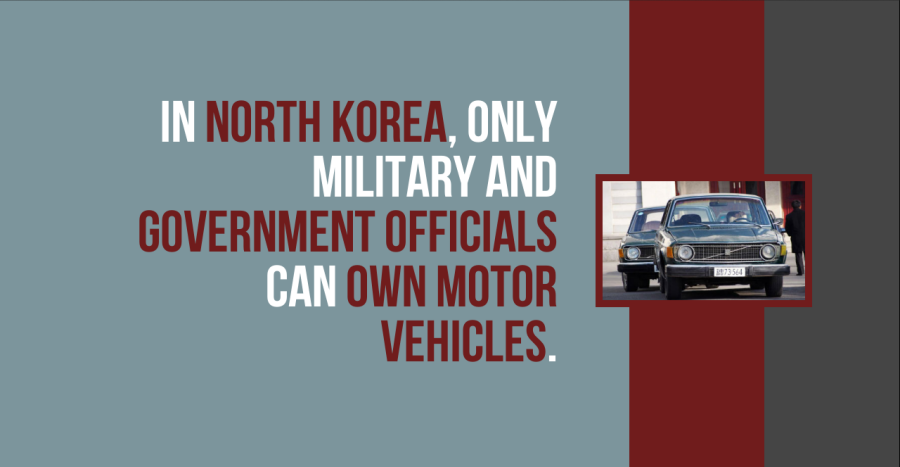 IN NORTH KOREA, ONLY
MILITARY AND
GOVERNMENT OFFICIALS
CAN OWN MOTOR
VEHICLES.